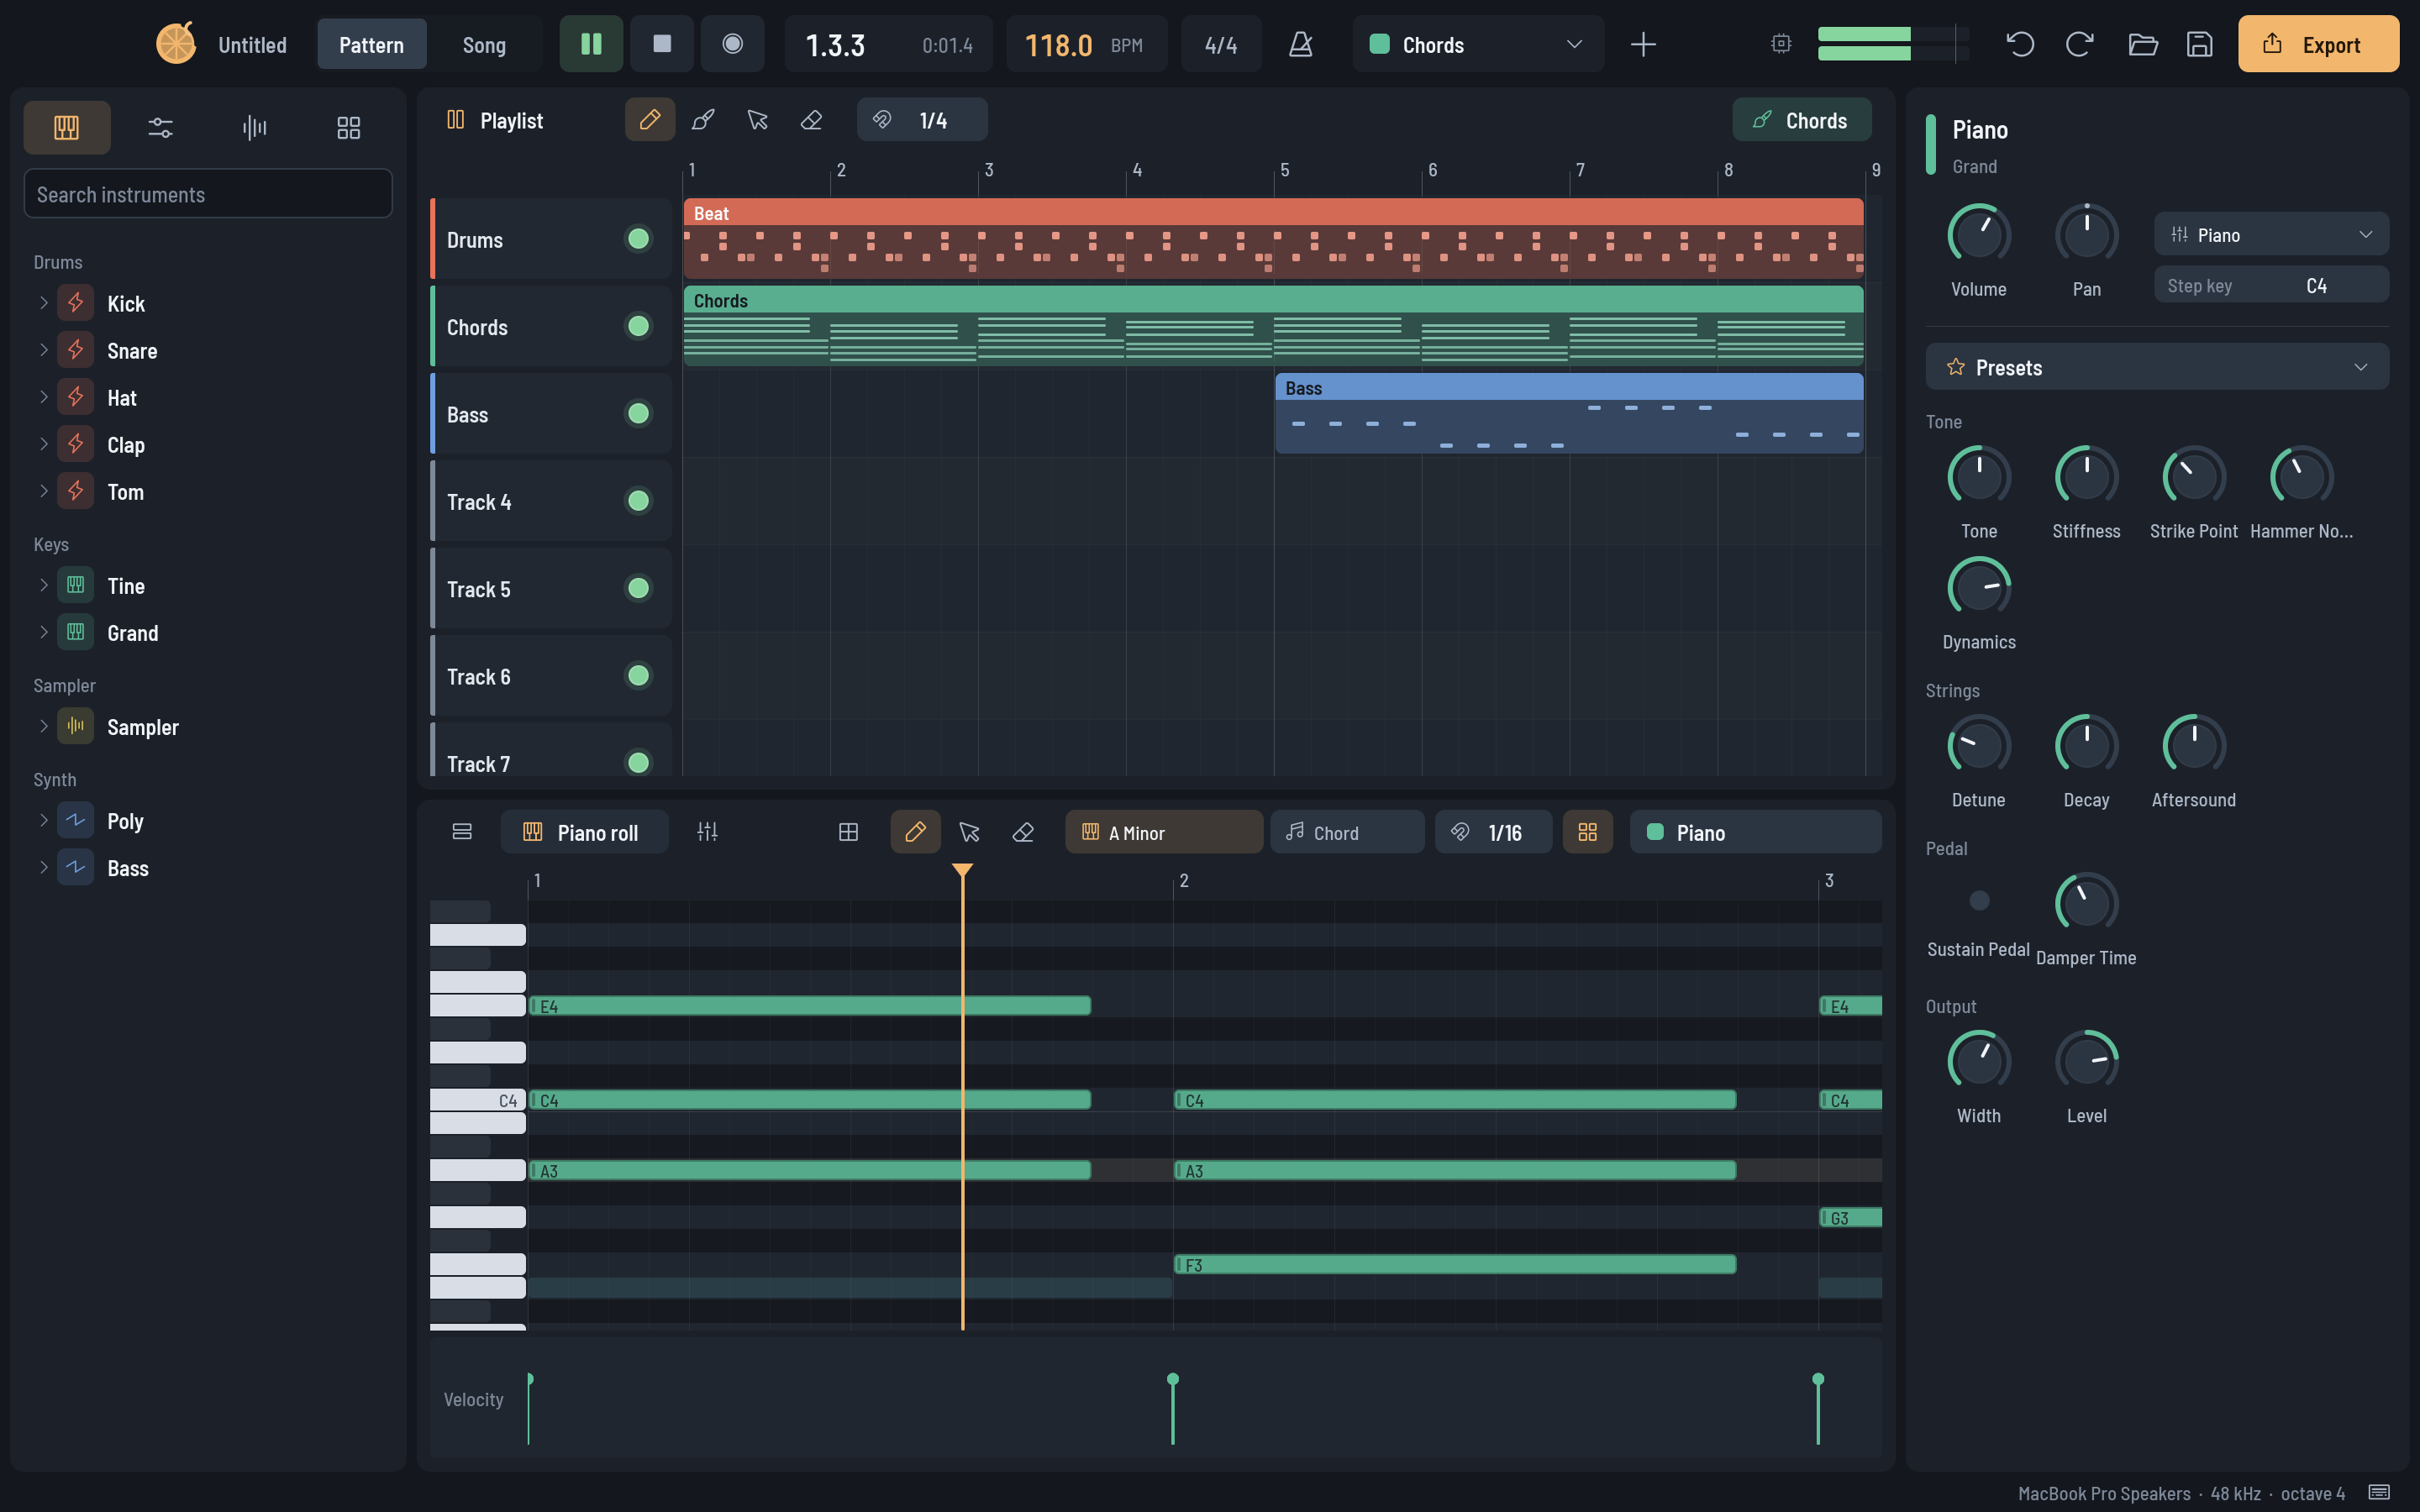 Untitled
Pattern
Song
1.3.3
0:01.4
118.0 BPM
4/4
Chords
Export
Search instruments
Drums
Kick
Snare
Hat
Clap
Tom
Keys
Tine
Grand
Sampler
Sampler
Synth
Poly
Bass
Playlist
1/4
Chords
1 2 3 4 5 6 7 8 9
Drums
Beat
Chords
Chords
Bass
Bass
Track 4
Track 5
Track 6
Track 7
Piano roll
A Minor
Chord
1/16
Piano
1 2 3
E4 E4
C4 C4 C4 C4
A3 A3
G3
F3
Velocity
Piano
Grand
Volume
Pan
Piano
Step key C4
Presets
Tone
Tone Stiffness Strike Point Hammer No...
Dynamics
Strings
Detune Decay Aftersound
Pedal
Sustain Pedal Damper Time
Output
Width Level
MacBook Pro Speakers · 48 kHz · octave 4